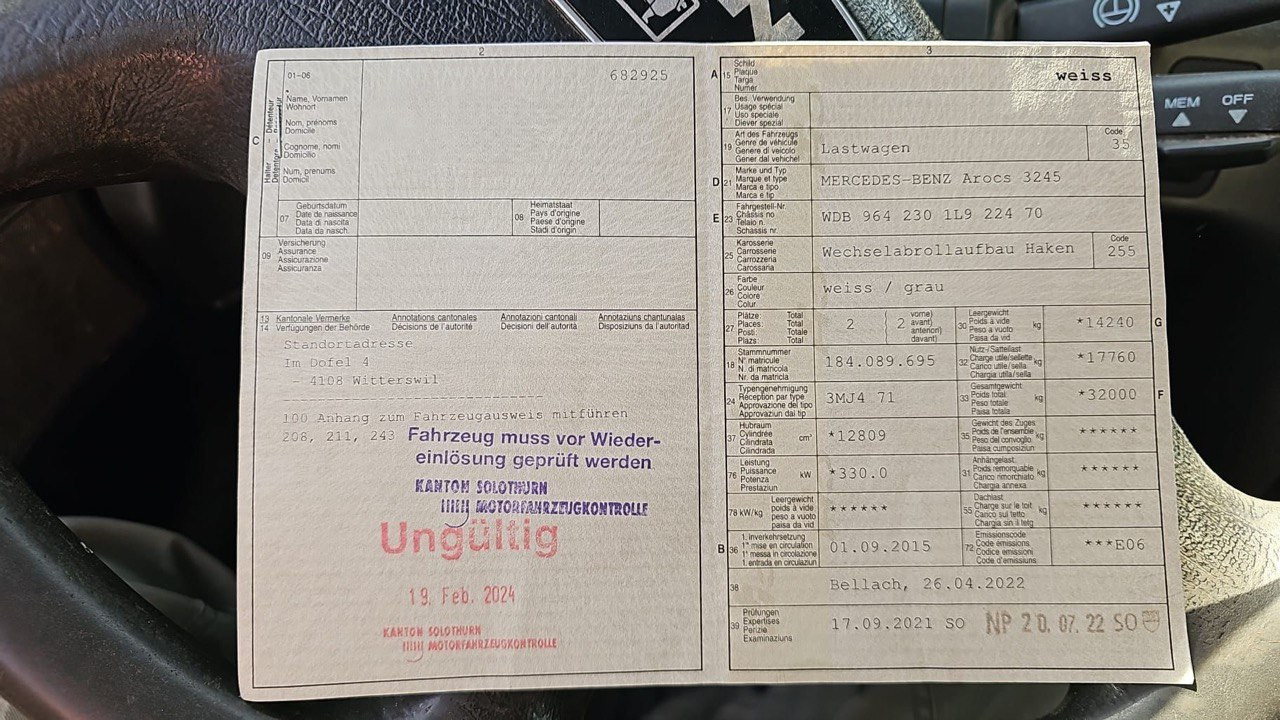 2
01-06
682925
C
Halter - Détenteur
Detentore - Detentur
Name, Vornamen
Wohnort
Nom, prénoms
Domicile
Cognome, nomi
Domicilio
Num, prenums
Domicil
07
Geburtsdatum
Date de naissance
Data di nascita
Data da nasch.
08
Heimatstaat
Pays d'origine
Paese d'origine
Stadi d'origin
09
Versicherung
Assurance
Assicurazione
Assicuranza
13 Kantonale Vermerke Annotations cantonales Annotazioni cantonali Annotaziuns chantunalas
14 Verfügungen der Behörde Décisions de l'autorité Decisioni dell'autorità Disposiziuns da l'autoritad
Standortadresse
Im Döfel 4
4108 Witterswil
Anhang zum Fahrzeugausweis mitführen
208, 211, 243
Fahrzeug muss vor Wieder-
einlösung geprüft werden
KANTON SOLOTHURN
MOTORFAHRZEUGKONTROLLE
Ungültig
19. Feb. 2024
KANTON SOLOTHURN
MOTORFAHRZEUGKONTROLLE
3
A 15
Schild
Plaque
Targa
Numer
weiss
17
Bes. Verwendung
Usage spécial
Uso speciale
Diever spezial
19
Art des Fahrzeugs
Genre de véhicule
Genere di veicolo
Gener dal vehichel
Lastwagen
Code
35
D 21
Marke und Typ
Marque et type
Marca e tipo
Marca e tip
MERCEDES-BENZ Arocs 3245
E 23
Fahrgestell-Nr.
Châssis no
Telaio n.
Schassis nr.
WDB 964 230 1L9 224 70
25
Karosserie
Carrosserie
Carrozzeria
Carossaria
Wechselabrollaufbau Haken
Code
255
26
Farbe
Couleur
Colore
Colur
weiss / grau
27
Plätze: Total
Places: Total
Posti: Totale
Plazs: Total
2
( 2
vorne)
avant)
anteriori)
davant)
30
Leergewicht
Poids à vide
Peso a vuoto
Paisa da vid
kg
*14240
G
18
Stammnummer
N° matricule
N. di matricola
Nr. da matricla
184.089.695
32
Nutz-/Sattellast
Charge utile/sellette
Carico utile/sella
Chargia utila/sella
kg
*17760
24
Typengenehmigung
Réception par type
Approvazione del tipo
Approvaziun dal tip
3MJ4 71
33
Gesamtgewicht
Poids total
Peso totale
Paisa totala
kg
*32000
F
Hubraum
Cylindrée
Cilindrata
Cilindrada
cm³
*12809
35
Gewicht des Zuges
Poids de l'ensemble
Peso del convoglio
Paisa cumposiziun
kg
******
76
Leistung
Puissance
Potenza
Prestaziun
kW
*330.0
31
Anhängelast
Poids remorquable
Carico rimorchiato
Chargia annexa
kg
******
78 kW/kg
Leergewicht
poids à vide
peso a vuoto
paisa da vid
******
55
Dachlast
Charge sur le toit
Carico sul tetto
Chargia sin il tetg
kg
******
B 36
1. Inverkehrsetzung
1re mise en circulation
1a messa in circolazione
1. entrada en circulaziun
01.09.2015
72
Emissionscode
Code émissions
Codice emissioni
Code d'emissiuns
***E06
38
Bellach, 26.04.2022
39
Prüfungen
Expertises
Perizie
Examinaziuns
17.09.2021 SO
NP 20. 07. 22 SO
MEM
OFF